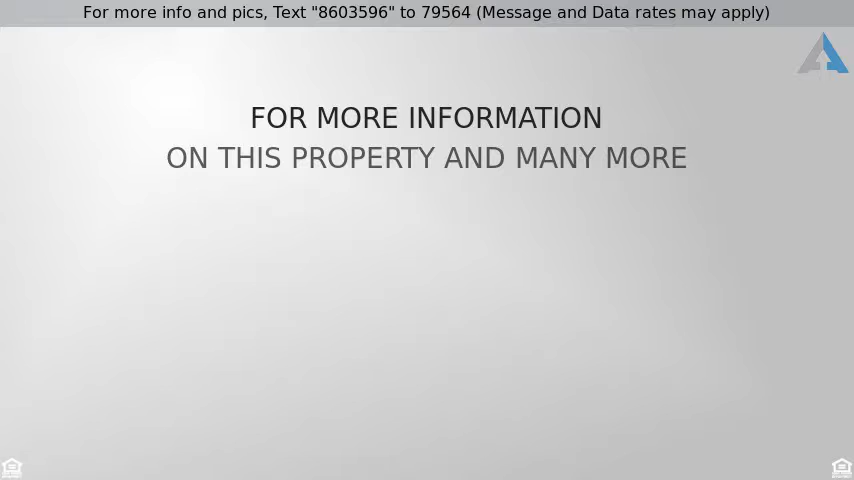 For more info and pics, Text "8603596" to 79564 (Message and Data rates may apply)
FOR MORE INFORMATION
ON THIS PROPERTY AND MANY MORE